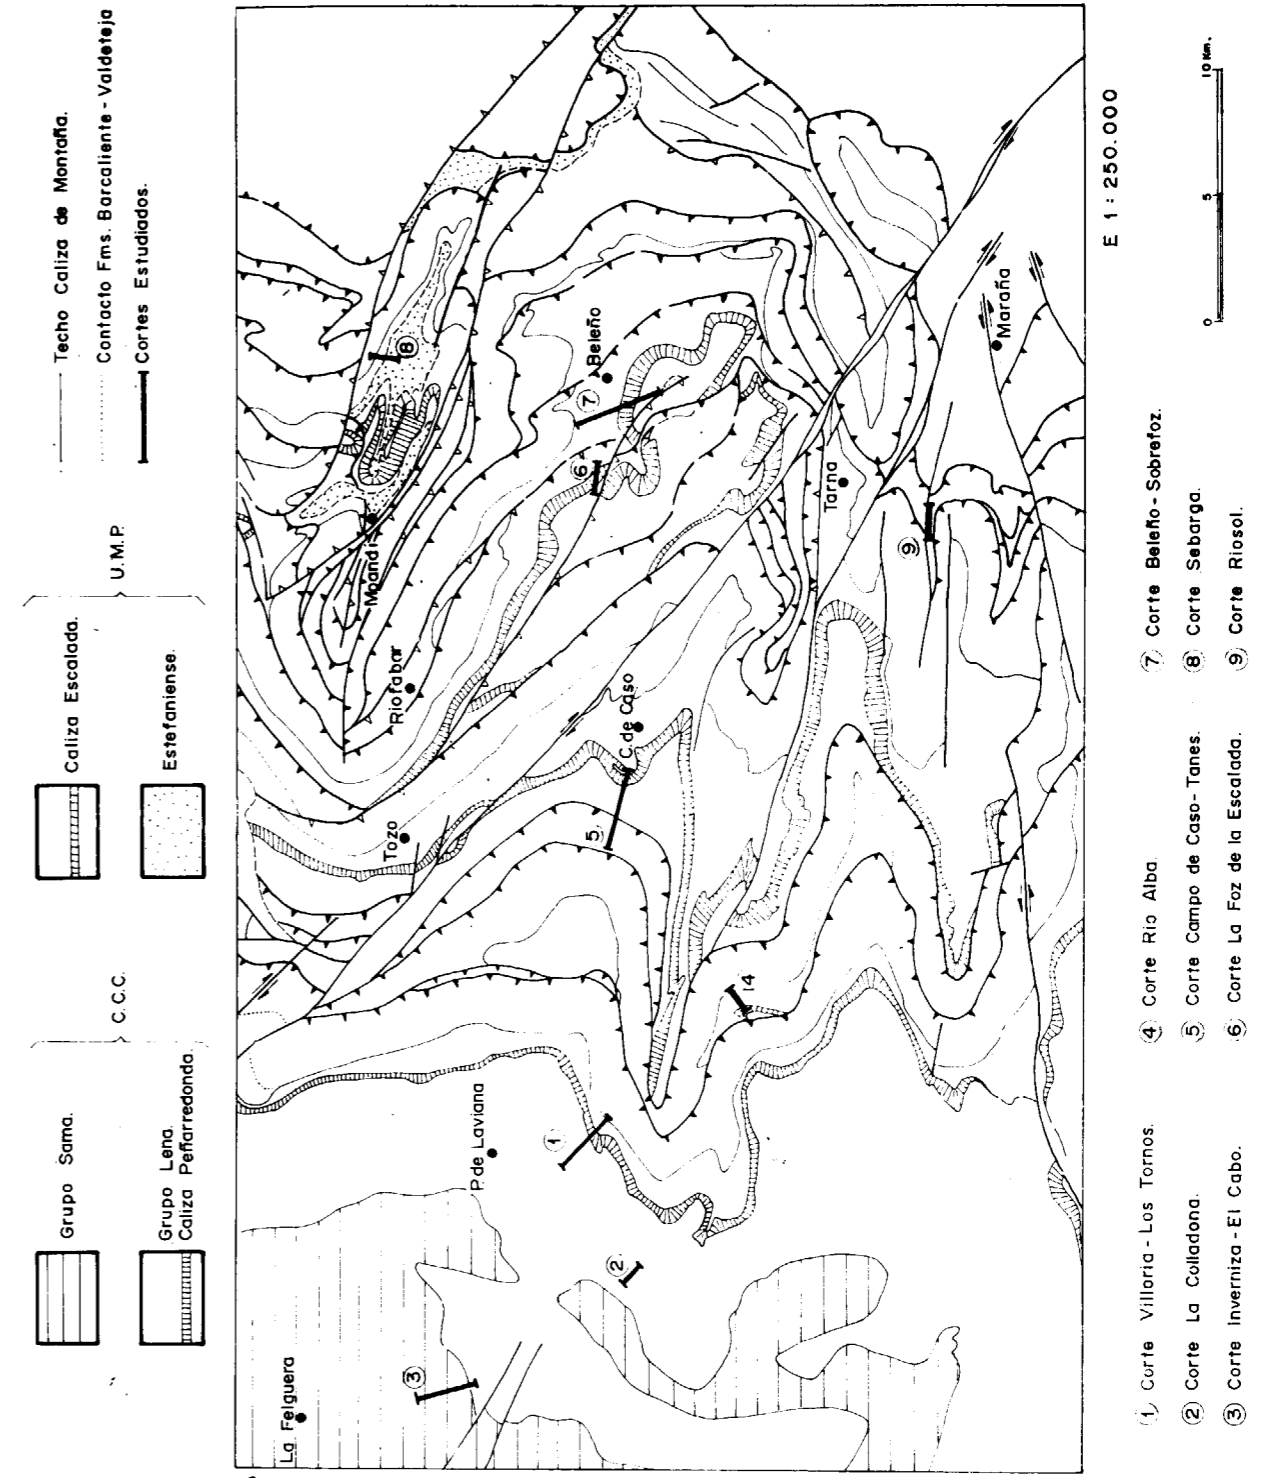 C.C.C.
U.M.P.
Grupo Sama.
Grupo Lena.
Caliza Peñarredonda.
Caliza Escalada.
Estefaniense.
Techo Caliza de Montaña.
Contacto Fms. Barcaliente-Valdeteja
Cortes Estudiados.
La Felguera
P. de Laviana
Tozo
Riofabar
Moandi
C. de Caso
Beleño
Tarna
Maraña
1
2
3
14
5
6
7
8
9
E 1:250.000
0 5 10 Km.
1 Corte Villoria-Los Tornos.
2 Corte La Colladona.
3 Corte Inverniza-El Cabo.
4 Corte Rio Alba.
5 Corte Campo de Caso-Tanes.
6 Corte La Foz de la Escalada.
7 Corte Beleño-Sobrefoz.
8 Corte Sebarga.
9 Corte Riosol.